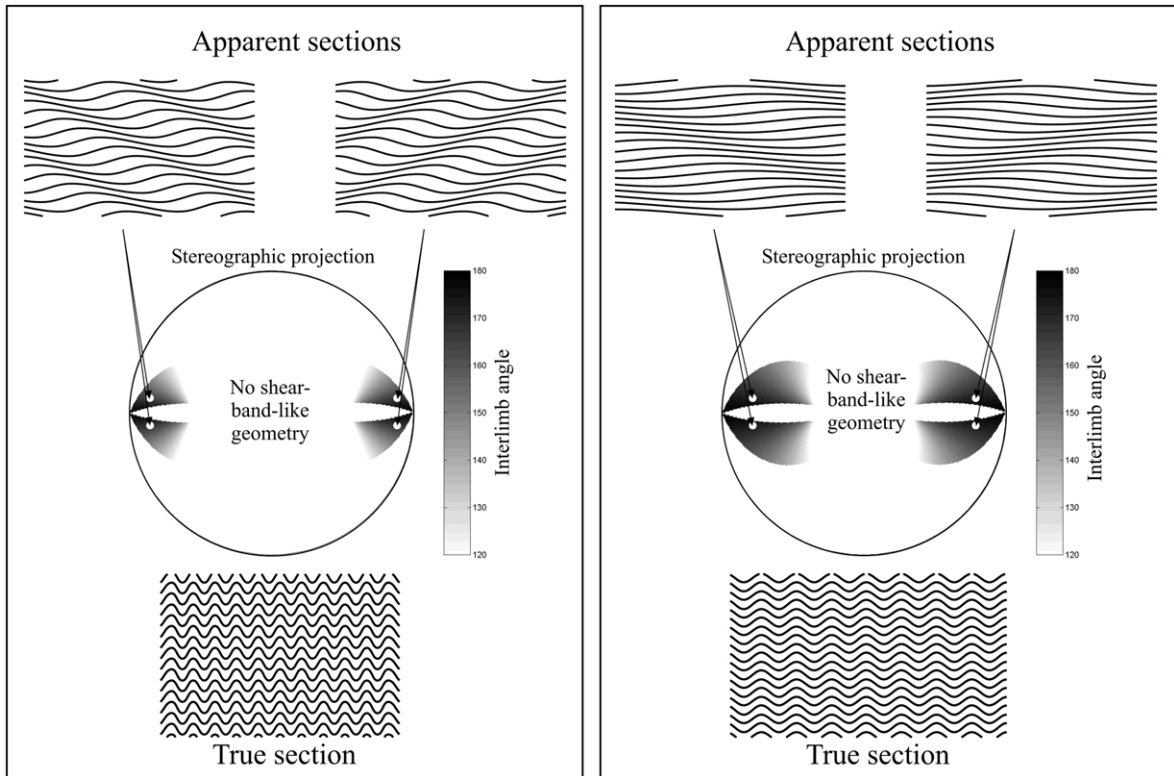 Apparent sections
Stereographic projection
180
170
160
150
140
130
120
Interlimb angle
No shear-
band-like
geometry
True section
Apparent sections
Stereographic projection
180
170
160
150
140
130
120
Interlimb angle
No shear-
band-like
geometry
True section